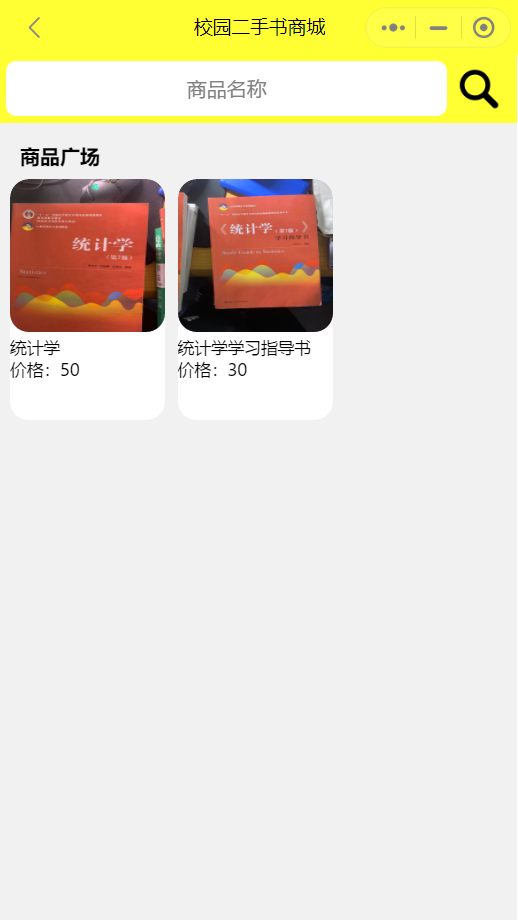 校园二手书商城
商品名称
商品广场
统计学
（第7版）
Statistics
《统计学（第7版）》
学习指导书
Study Guide to Statistics
统计学
价格：50
统计学学习指导书
价格：30